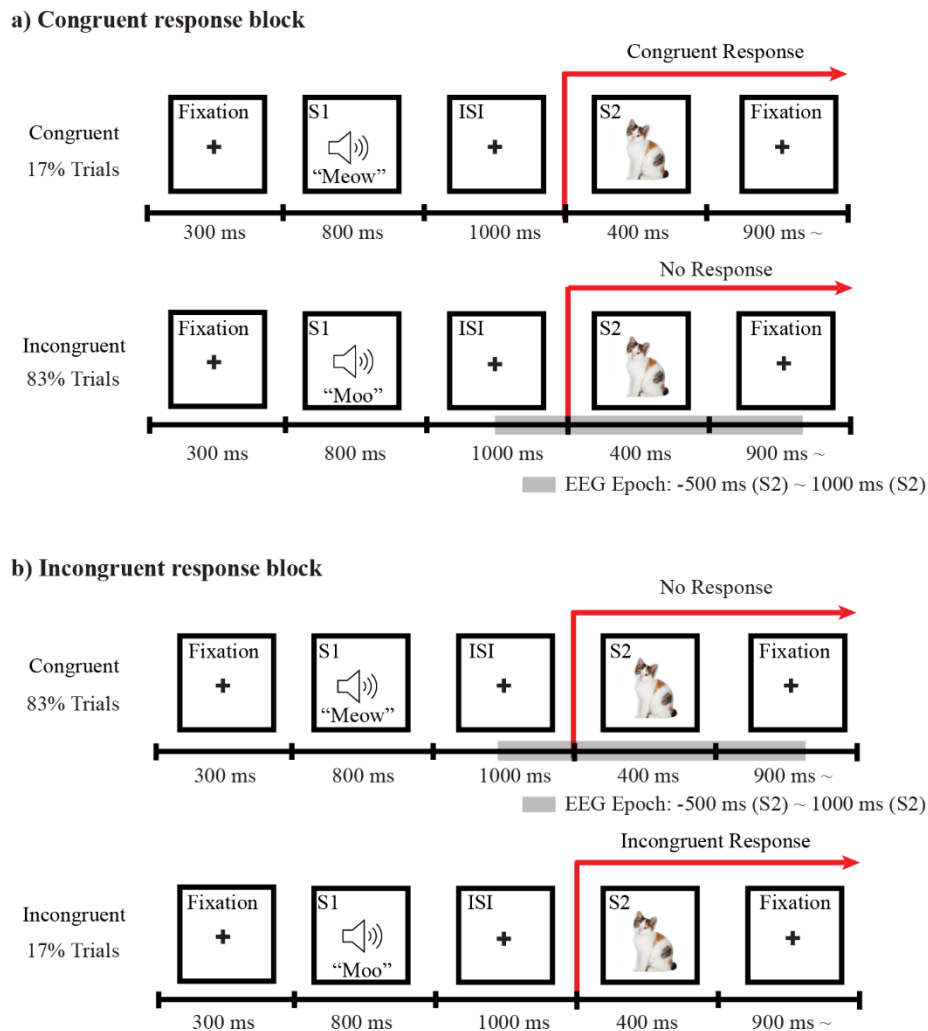 a) Congruent response block
Congruent Response
Congruent
17% Trials
Fixation
S1
“Meow”
ISI
S2
Fixation
300 ms
800 ms
1000 ms
400 ms
900 ms ~
No Response
Incongruent
83% Trials
Fixation
S1
“Moo”
ISI
S2
Fixation
300 ms
800 ms
1000 ms
400 ms
900 ms ~
EEG Epoch: -500 ms (S2) ~ 1000 ms (S2)
b) Incongruent response block
No Response
Congruent
83% Trials
Fixation
S1
“Meow”
ISI
S2
Fixation
300 ms
800 ms
1000 ms
400 ms
900 ms ~
EEG Epoch: -500 ms (S2) ~ 1000 ms (S2)
Incongruent Response
Incongruent
17% Trials
Fixation
S1
“Moo”
ISI
S2
Fixation
300 ms
800 ms
1000 ms
400 ms
900 ms ~